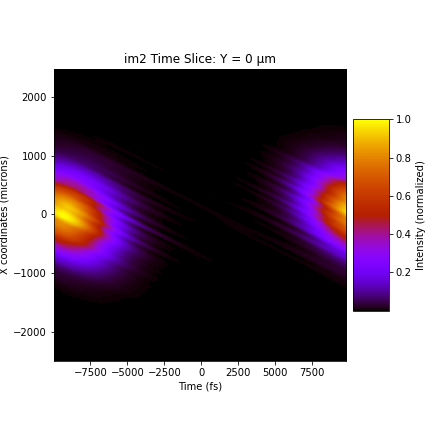 im2 Time Slice: Y = 0 µm
2000
1000
0
−1000
−2000
X coordinates (microns)
−7500 −5000 −2500 0 2500 5000 7500
Time (fs)
1.0
0.8
0.6
0.4
0.2
Intensity (normalized)